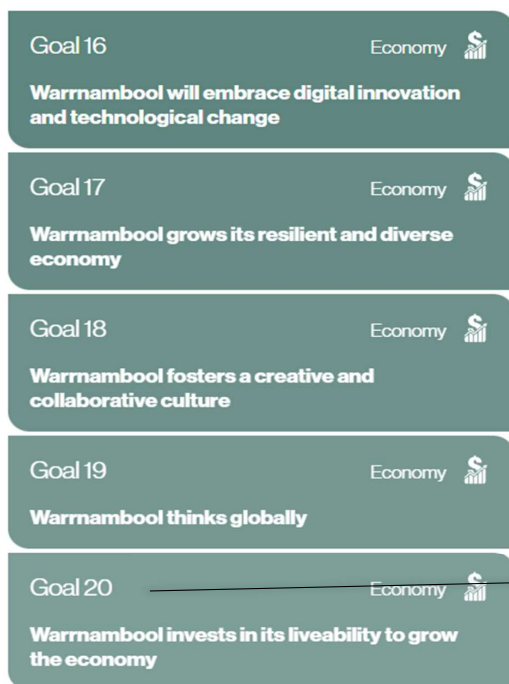 Goal 16 Economy
Warrnambool will embrace digital innovation
and technological change
Goal 17 Economy
Warrnambool grows its resilient and diverse
economy
Goal 18 Economy
Warrnambool fosters a creative and
collaborative culture
Goal 19 Economy
Warrnambool thinks globally
Goal 20 Economy
Warrnambool invests in its liveability to grow
the economy